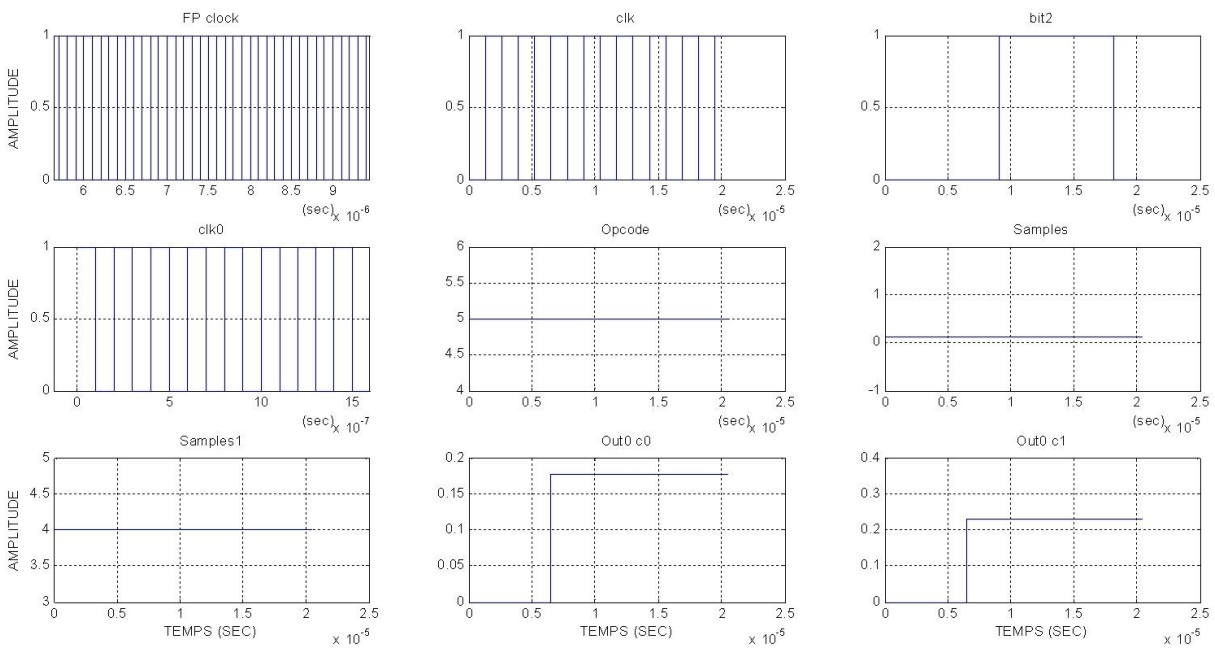 FP clock
AMPLITUDE
1
0.5
0
6 6.5 7 7.5 8 8.5 9
(sec) x 10⁻⁶
clk
1
0.5
0
0 0.5 1 1.5 2 2.5
(sec) x 10⁻⁵
bit2
1
0.5
0
0 0.5 1 1.5 2 2.5
(sec) x 10⁻⁵
clk0
AMPLITUDE
1
0.5
0
0 5 10 15
(sec) x 10⁻⁷
Opcode
6
5.5
5
4.5
4
0 0.5 1 1.5 2 2.5
(sec) x 10⁻⁵
Samples
2
1
0
-1
0 0.5 1 1.5 2 2.5
(sec) x 10⁻⁵
Samples1
AMPLITUDE
5
4.5
4
3.5
3
0 0.5 1 1.5 2 2.5
x 10⁻⁵
Out0 c0
0.2
0.15
0.1
0.05
0
0 0.5 1 1.5 2 2.5
TEMPS (SEC)
x 10⁻⁵
Out0 c1
0.4
0.3
0.2
0.1
0
0 0.5 1 1.5 2 2.5
TEMPS (SEC)
x 10⁻⁵